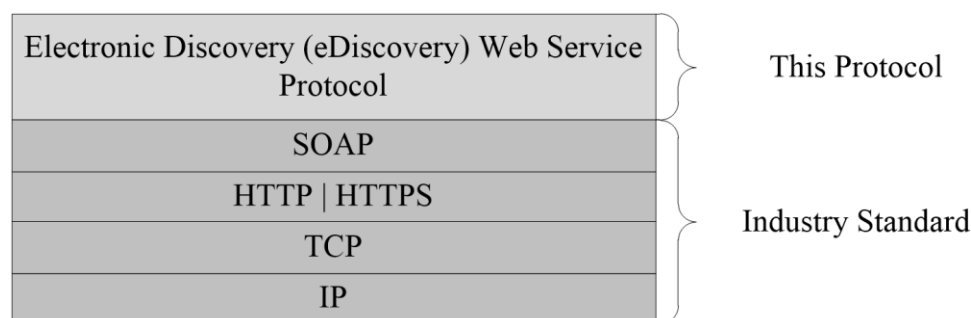 Electronic Discovery (eDiscovery) Web Service
Protocol
This Protocol
SOAP
HTTP | HTTPS
TCP
IP
Industry Standard